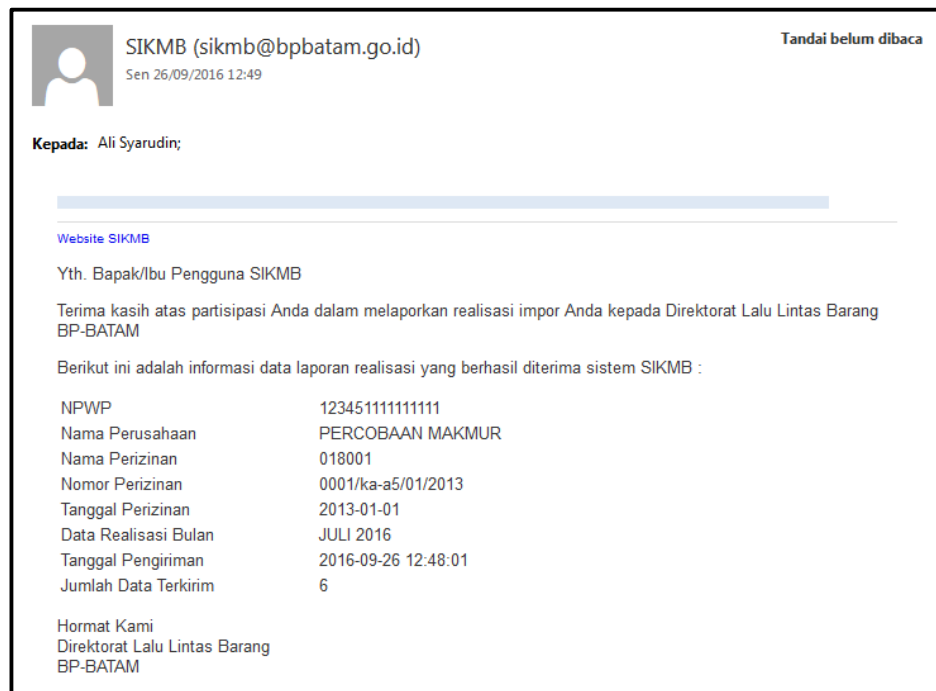 SIKMB (sikmb@bpbatam.go.id)
Tandai belum dibaca
Sen 26/09/2016 12:49
Kepada: Ali Syarudin;
Website SIKMB
Yth. Bapak/Ibu Pengguna SIKMB
Terima kasih atas partisipasi Anda dalam melaporkan realisasi impor Anda kepada Direktorat Lalu Lintas Barang
BP-BATAM
Berikut ini adalah informasi data laporan realisasi yang berhasil diterima sistem SIKMB :
NPWP 123451111111111
Nama Perusahaan PERCOBAAN MAKMUR
Nama Perizinan 018001
Nomor Perizinan 0001/ka-a5/01/2013
Tanggal Perizinan 2013-01-01
Data Realisasi Bulan JULI 2016
Tanggal Pengiriman 2016-09-26 12:48:01
Jumlah Data Terkirim 6
Hormat Kami
Direktorat Lalu Lintas Barang
BP-BATAM